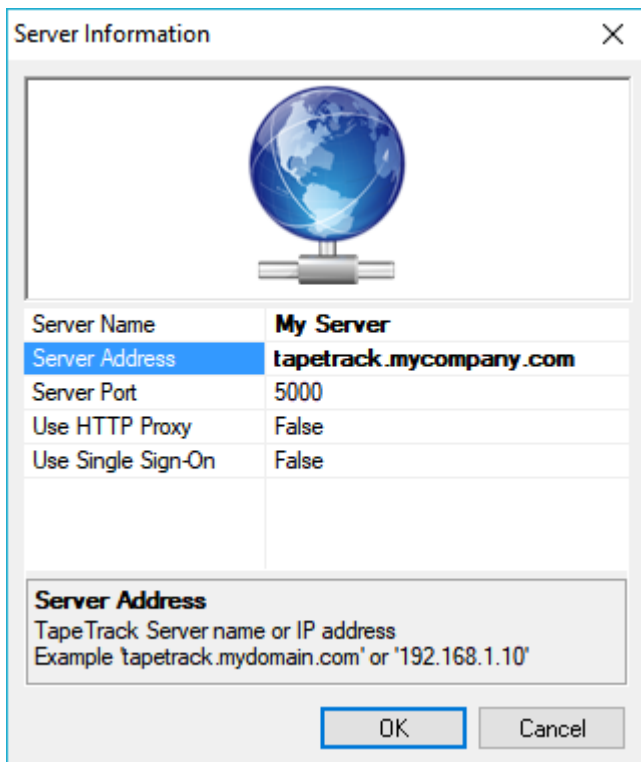 Server Information
Server Name My Server
Server Address tapetrack.mycompany.com
Server Port 5000
Use HTTP Proxy False
Use Single Sign-On False
Server Address
TapeTrack Server name or IP address
Example 'tapetrack.mydomain.com' or '192.168.1.10'
OK Cancel